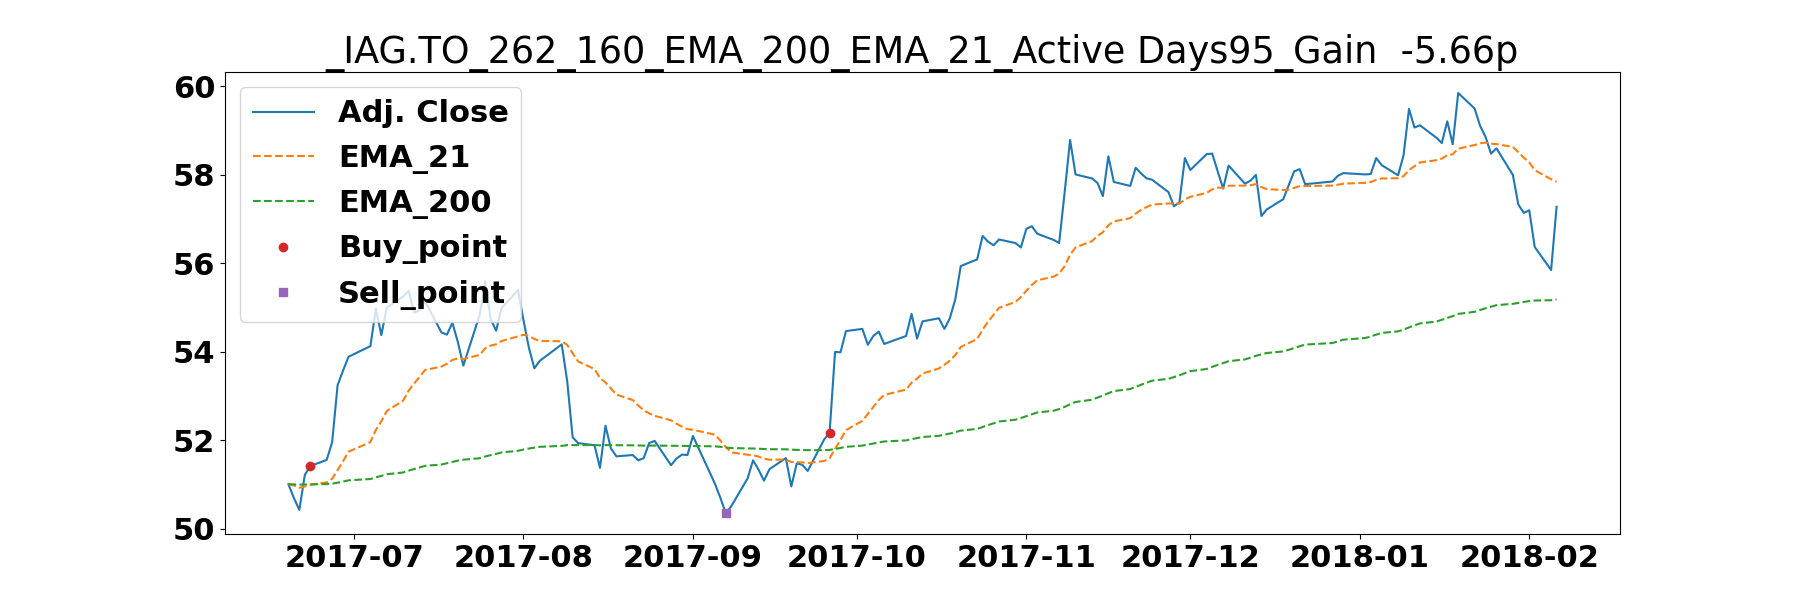 _IAG.TO_262_160_EMA_200_EMA_21_Active Days95_Gain  -5.66p
60
58
56
54
52
50
Adj. Close
EMA_21
EMA_200
Buy_point
Sell_point
2017-07 2017-08 2017-09 2017-10 2017-11 2017-12 2018-01 2018-02